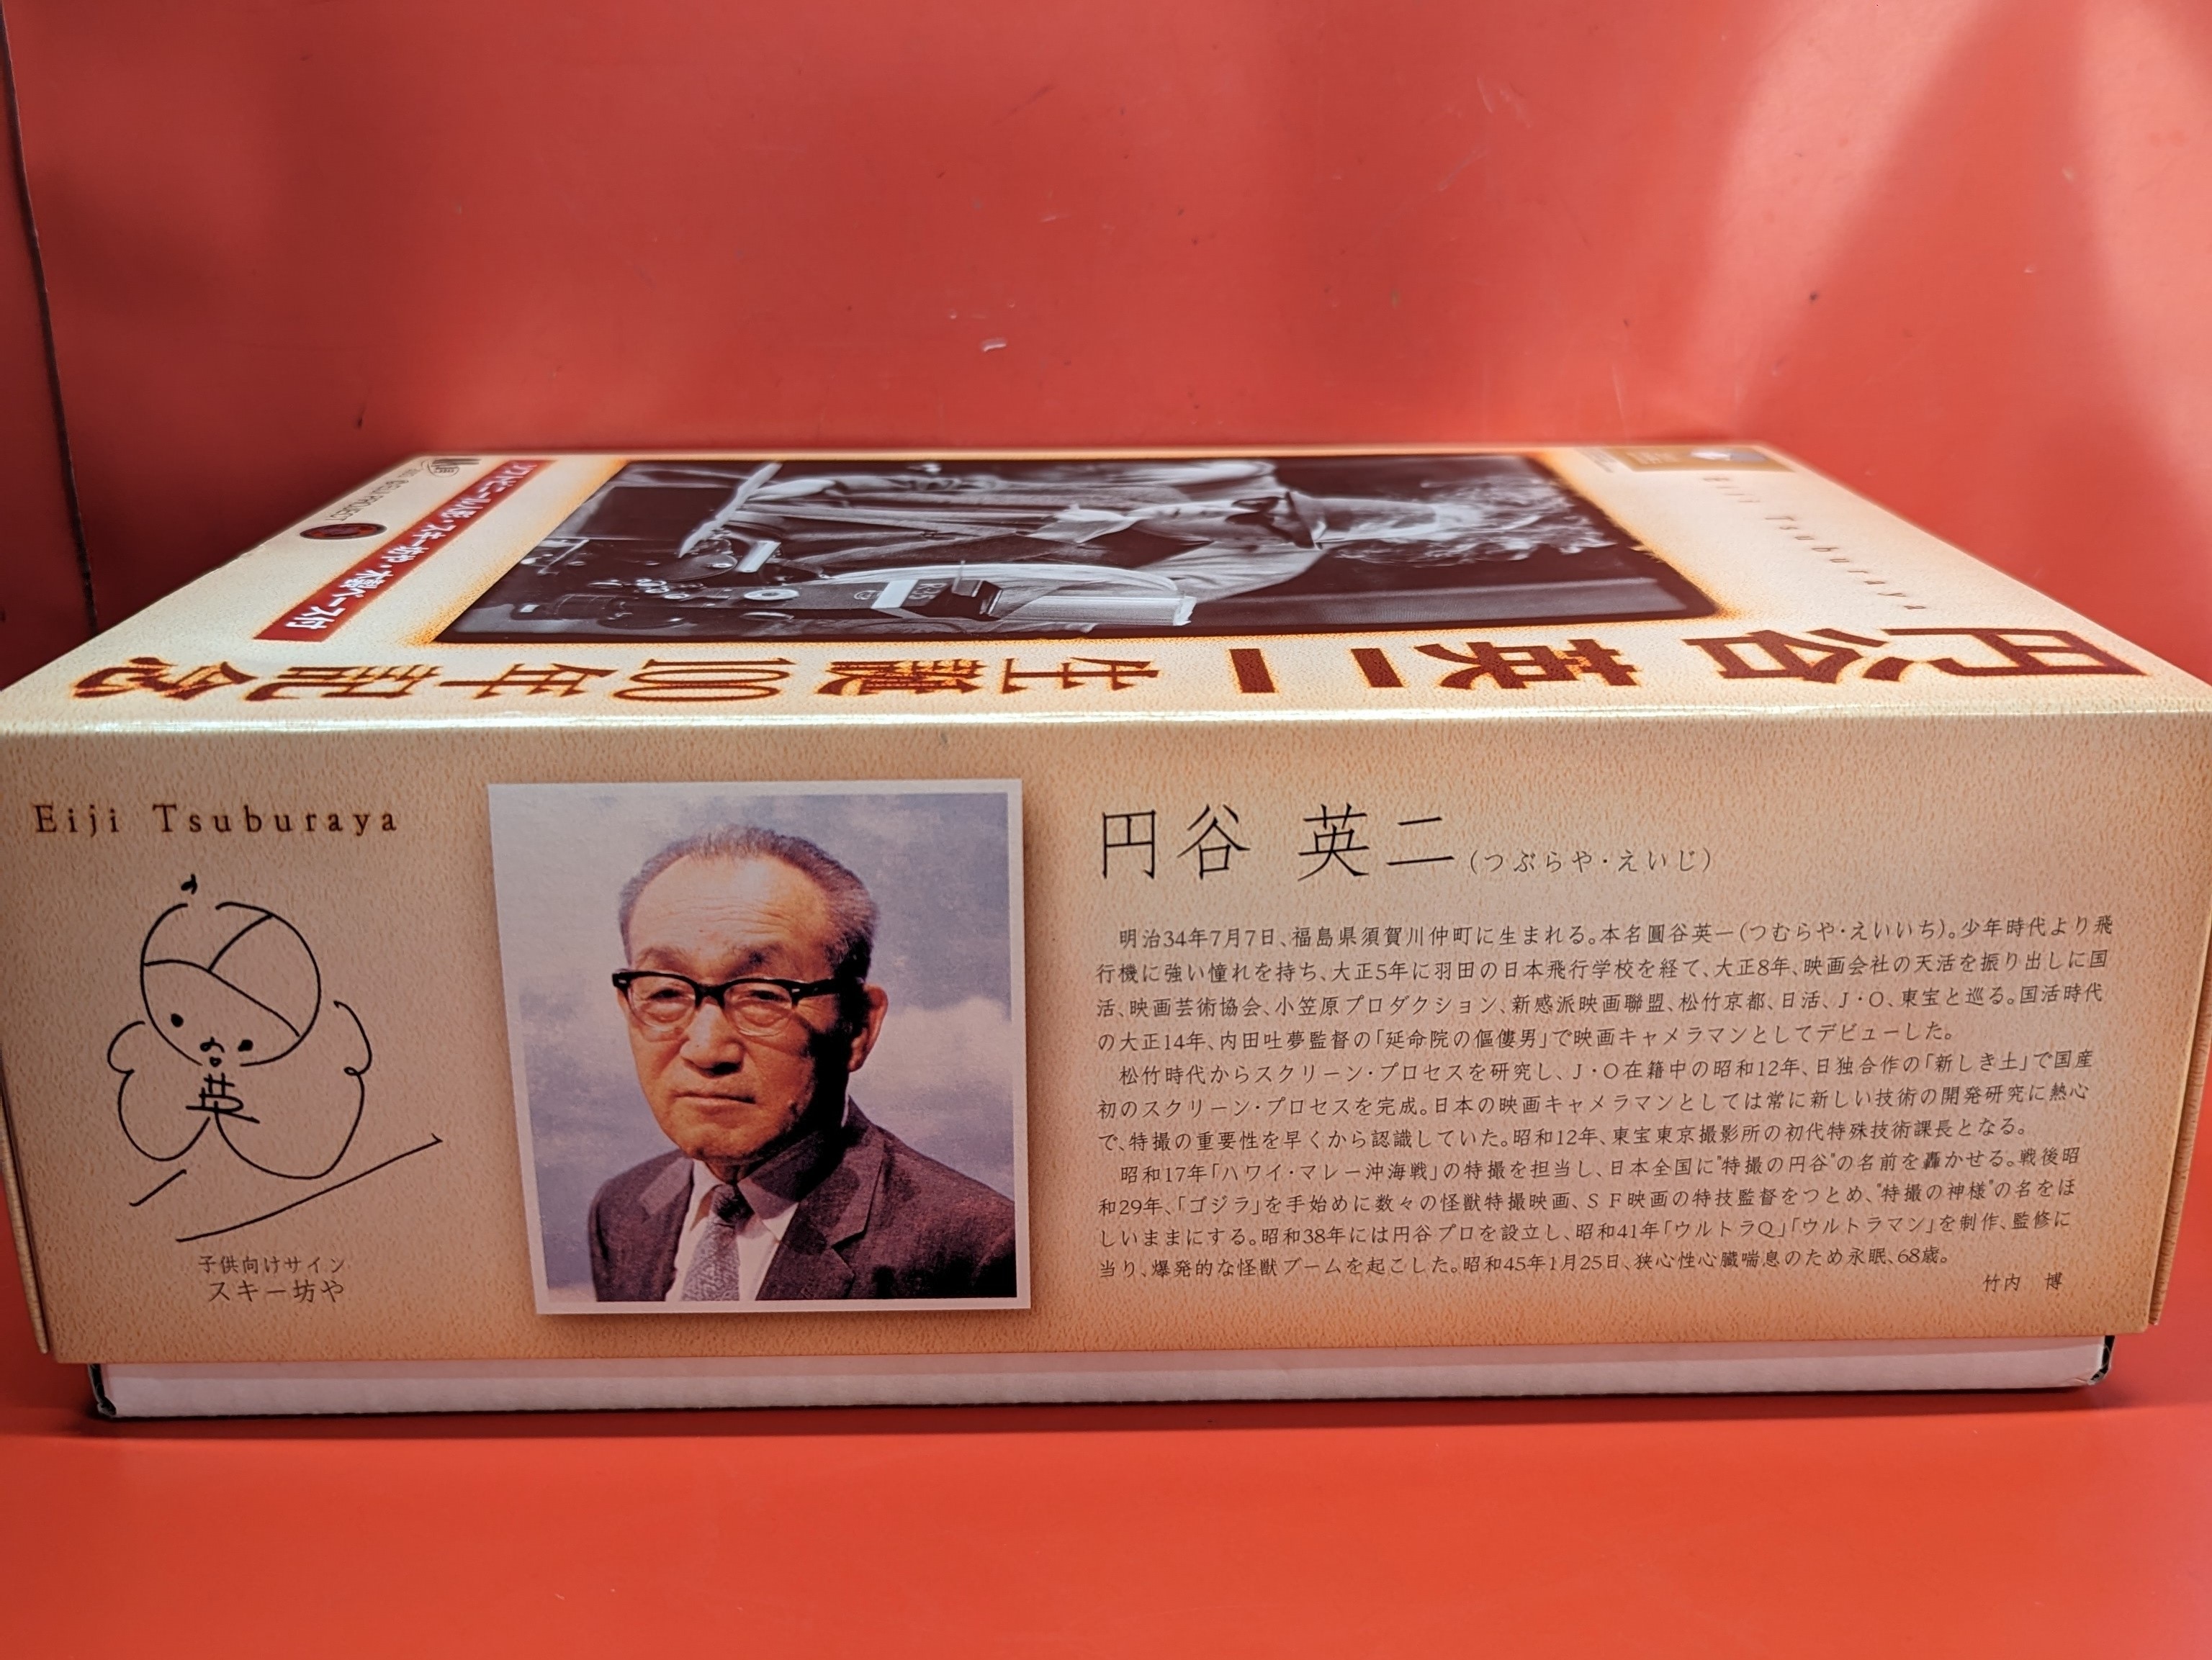 円谷英二 生誕100年記念
Eiji Tsuburaya
ソフトビニール人形・スキー坊や・木製ベース付
Eiji Tsuburaya
英
子供向けサイン
スキー坊や
円谷 英二(つぶらや・えいじ)
明治34年7月7日、福島県須賀川仲町に生まれる。本名圓谷英一(つむらや・えいいち)。少年時代より飛
行機に強い憧れを持ち、大正5年に羽田の日本飛行学校を経て、大正8年、映画会社の天活を振り出しに国
活、映画芸術協会、小笠原プロダクション、新感派映画聯盟、松竹京都、日活、J・O、東宝と巡る。国活時代
の大正14年、内田吐夢監督の「延命院の傴僂男」で映画キャメラマンとしてデビューした。
松竹時代からスクリーン・プロセスを研究し、J・O在籍中の昭和12年、日独合作の「新しき土」で国産
初のスクリーン・プロセスを完成。日本の映画キャメラマンとしては常に新しい技術の開発研究に熱心
で、特撮の重要性を早くから認識していた。昭和12年、東宝東京撮影所の初代特殊技術課長となる。
昭和17年「ハワイ・マレー沖海戦」の特撮を担当し、日本全国に"特撮の円谷"の名前を轟かせる。戦後昭
和29年、「ゴジラ」を手始めに数々の怪獣特撮映画、SF映画の特技監督をつとめ、"特撮の神様"の名をほ
しいままにする。昭和38年には円谷プロを設立し、昭和41年「ウルトラQ」「ウルトラマン」を制作、監修に
当り、爆発的な怪獣ブームを起こした。昭和45年1月25日、狭心性心臓喘息のため永眠、68歳。
竹内 博